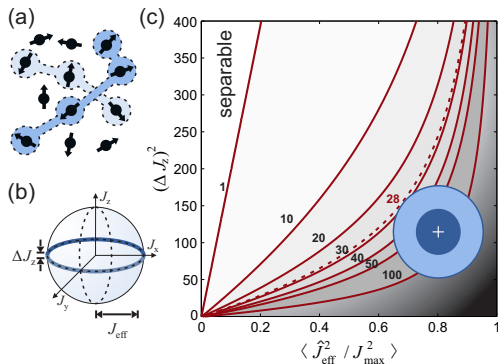 (a)
(b)
J_z
J_x
J_y
ΔJ_z
J_eff
(c)
(ΔJ_z)^2
400
350
300
250
200
150
100
50
0
0
0.2
0.4
0.6
0.8
1
separable
1
10
20
28
30
40
50
100
⟨ Ĵ_eff^2 / J_max^2 ⟩